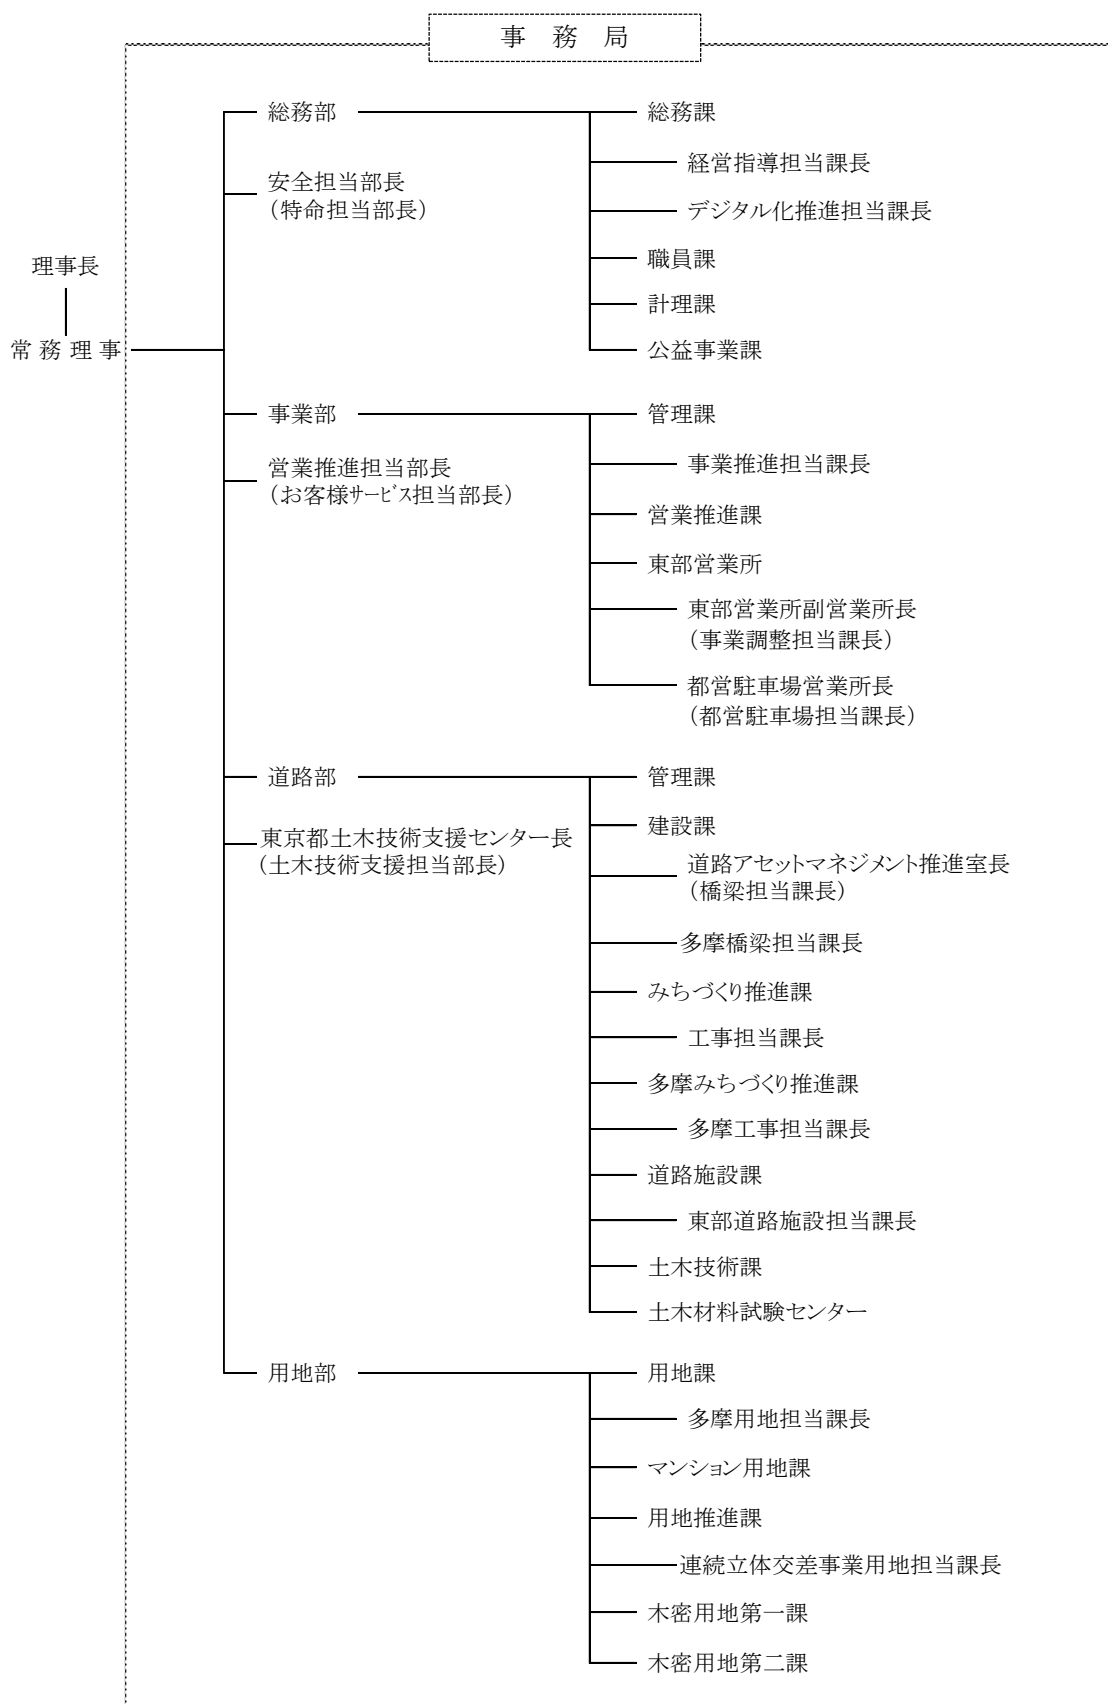 事 務 局
理事長
常務理事
総務部
安全担当部長
（特命担当部長）
総務課
経営指導担当課長
デジタル化推進担当課長
職員課
計理課
公益事業課
事業部
営業推進担当部長
（お客様ｻｰﾋﾞｽ担当部長）
管理課
事業推進担当課長
営業推進課
東部営業所
東部営業所副営業所長
（事業調整担当課長）
都営駐車場営業所長
（都営駐車場担当課長）
道路部
東京都土木技術支援センター長
（土木技術支援担当部長）
管理課
建設課
道路アセットマネジメント推進室長
（橋梁担当課長）
多摩橋梁担当課長
みちづくり推進課
工事担当課長
多摩みちづくり推進課
多摩工事担当課長
道路施設課
東部道路施設担当課長
土木技術課
土木材料試験センター
用地部
用地課
多摩用地担当課長
マンション用地課
用地推進課
連続立体交差事業用地担当課長
木密用地第一課
木密用地第二課